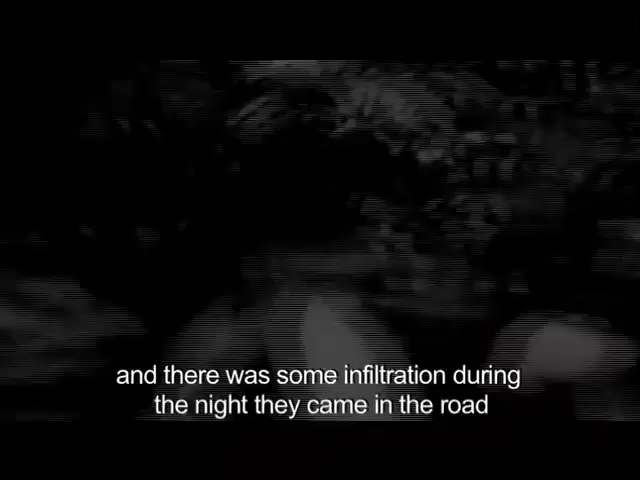 and there was some infiltration during
the night they came in the road